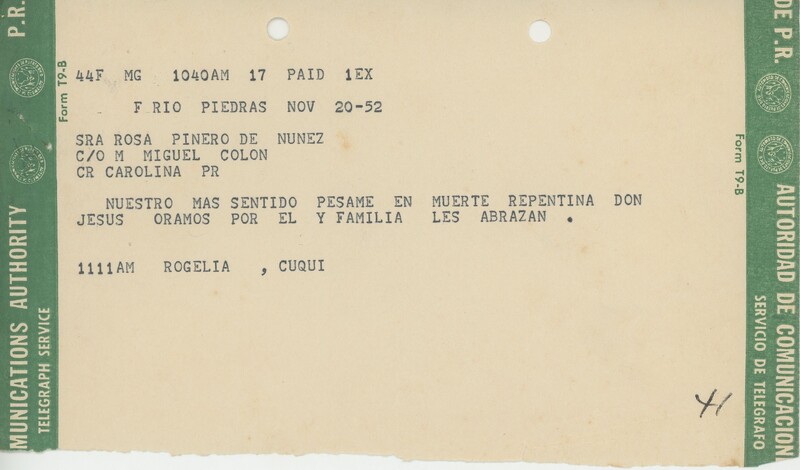 44F MG 1040AM 17 PAID 1EX
F RIO PIEDRAS NOV 20-52
SRA ROSA PINERO DE NUNEZ
C/O M MIGUEL COLON
CR CAROLINA PR
NUESTRO MAS SENTIDO PESAME EN MUERTE REPENTINA DON
JESUS ORAMOS POR EL Y FAMILIA LES ABRAZAN .
1111AM ROGELIA , CUQUI
41
Form T9-B
Form T9-B
P.R.
MUNICATIONS AUTHORITY
TELEGRAPH SERVICE
DE P.R.
AUTORIDAD DE COMUNICACION
SERVICIO DE TELEGRAFO